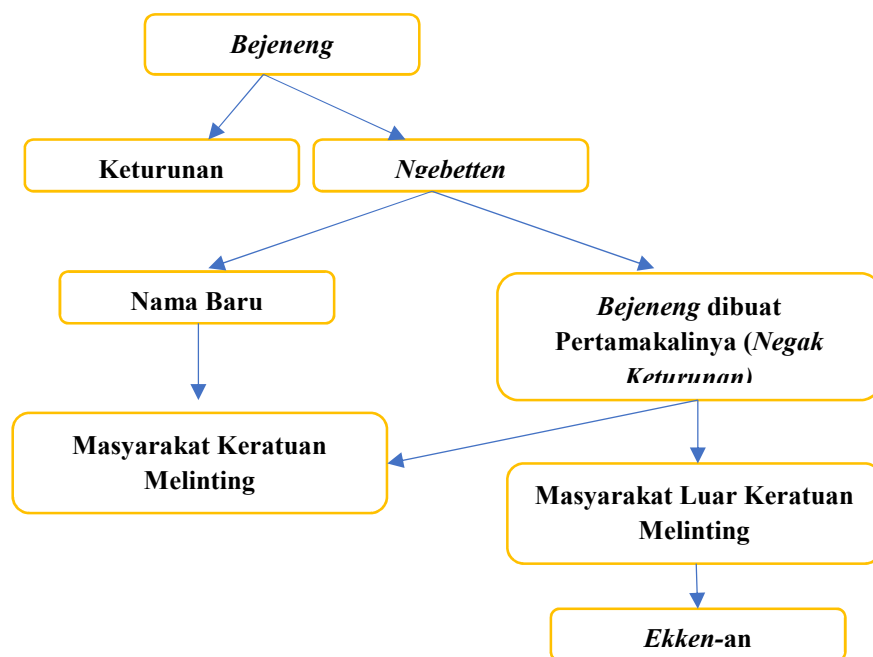 Bejeneng
Keturunan
Ngebetten
Nama Baru
Bejeneng dibuat
Pertamakalinya (Negak
Keturunan)
Masyarakat Keratuan
Melinting
Masyarakat Luar Keratuan
Melinting
Ekken-an